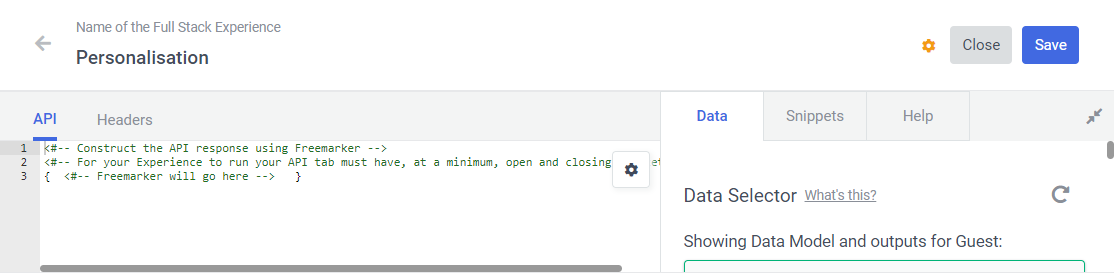 Name of the Full Stack Experience
Personalisation
Close
Save
API
Headers
Data
Snippets
Help
1 <#-- Construct the API response using Freemarker -->
2 <#-- For your Experience to run your API tab must have, at a minimum, open and closing
3 { <#-- Freemarker will go here --> }
Data Selector What's this?
Showing Data Model and outputs for Guest: